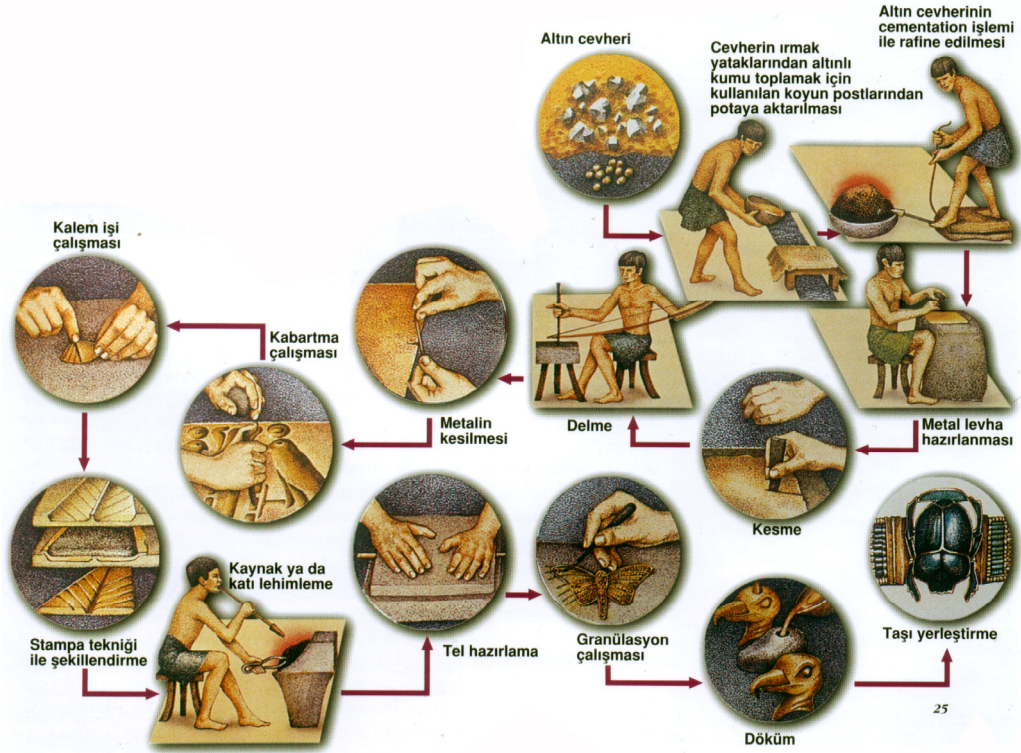 Altın cevheri
Cevherin ırmak
yataklarından altınlı
kumu toplamak için
kullanılan koyun postlarından
potaya aktarılması
Altın cevherinin
cementation işlemi
ile rafine edilmesi
Metal levha
hazırlanması
Kesme
Delme
Metalin
kesilmesi
Kabartma
çalışması
Kalem işi
çalışması
Stampa tekniği
ile şekillendirme
Kaynak ya da
katı lehimleme
Tel hazırlama
Granülasyon
çalışması
Döküm
Taşı yerleştirme
25